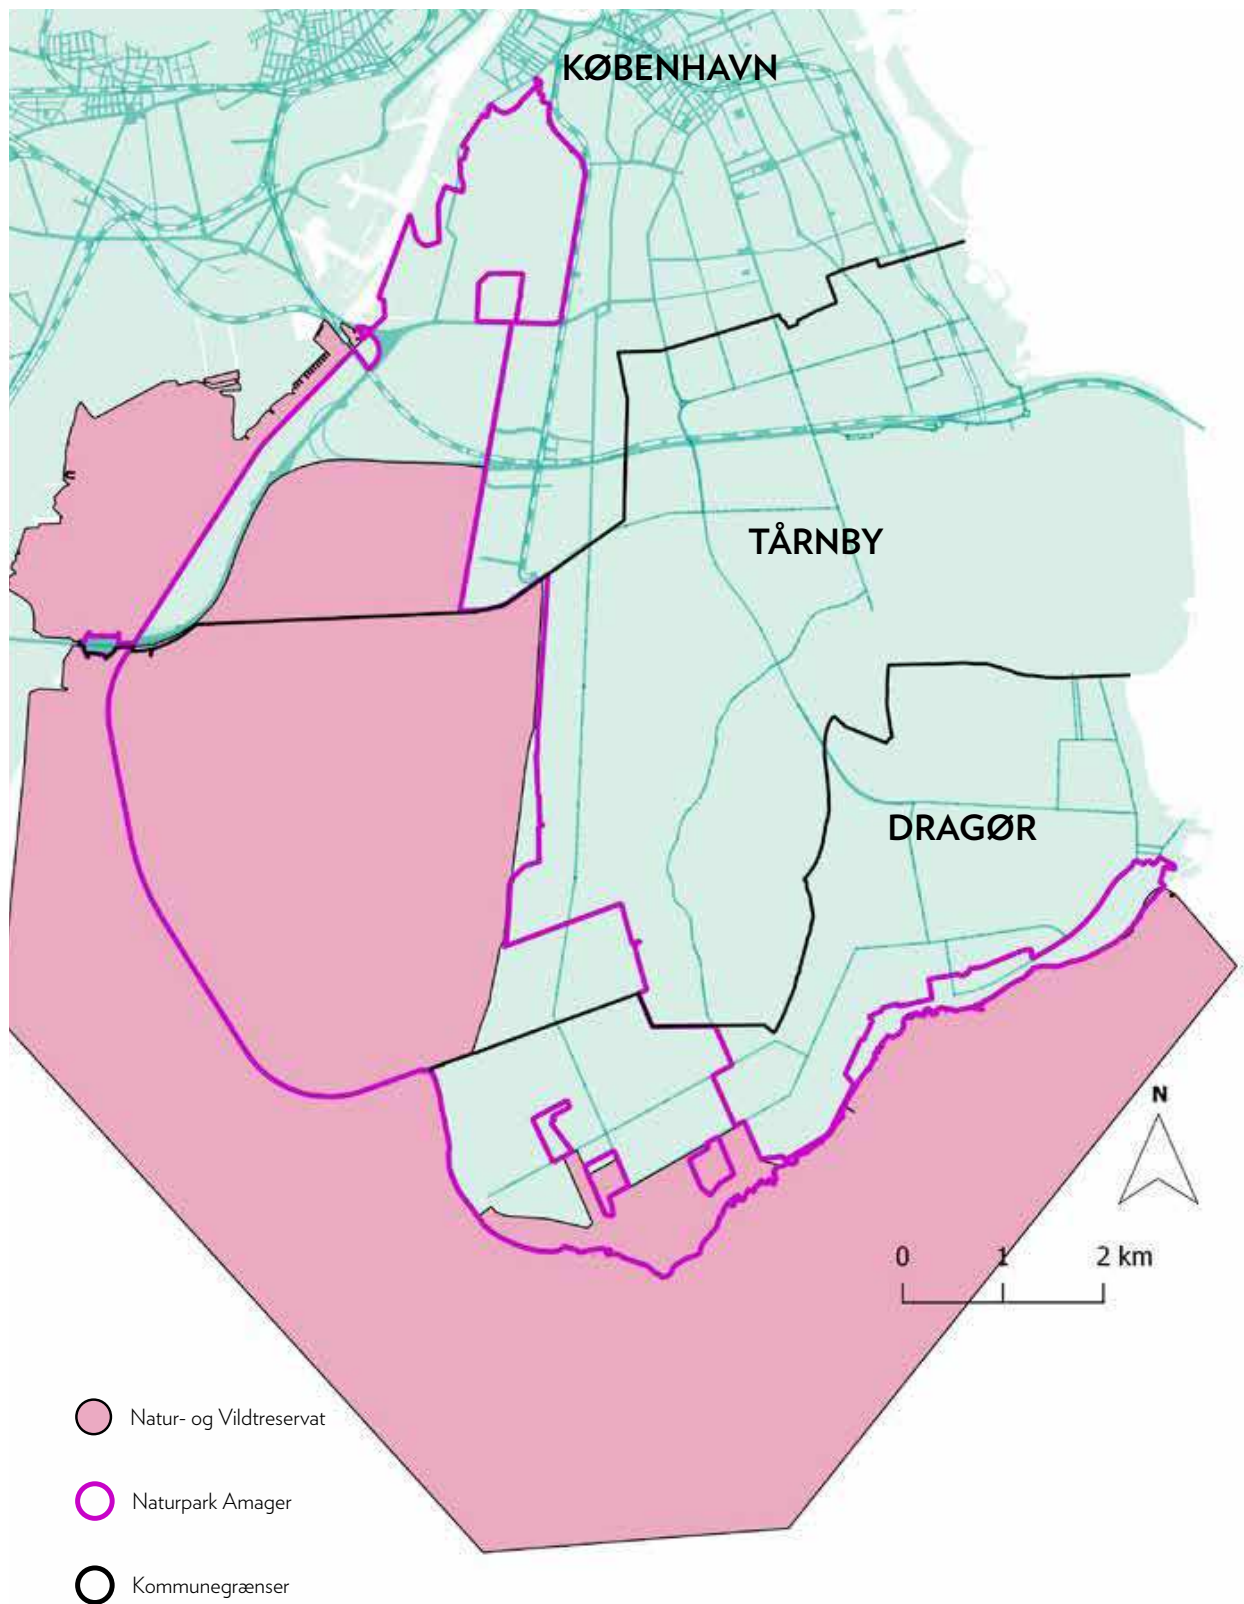 KØBENHAVN
TÅRNBY
DRAGØR
N
0 1 2 km
Natur- og Vildtreservat
Naturpark Amager
Kommunegrænser